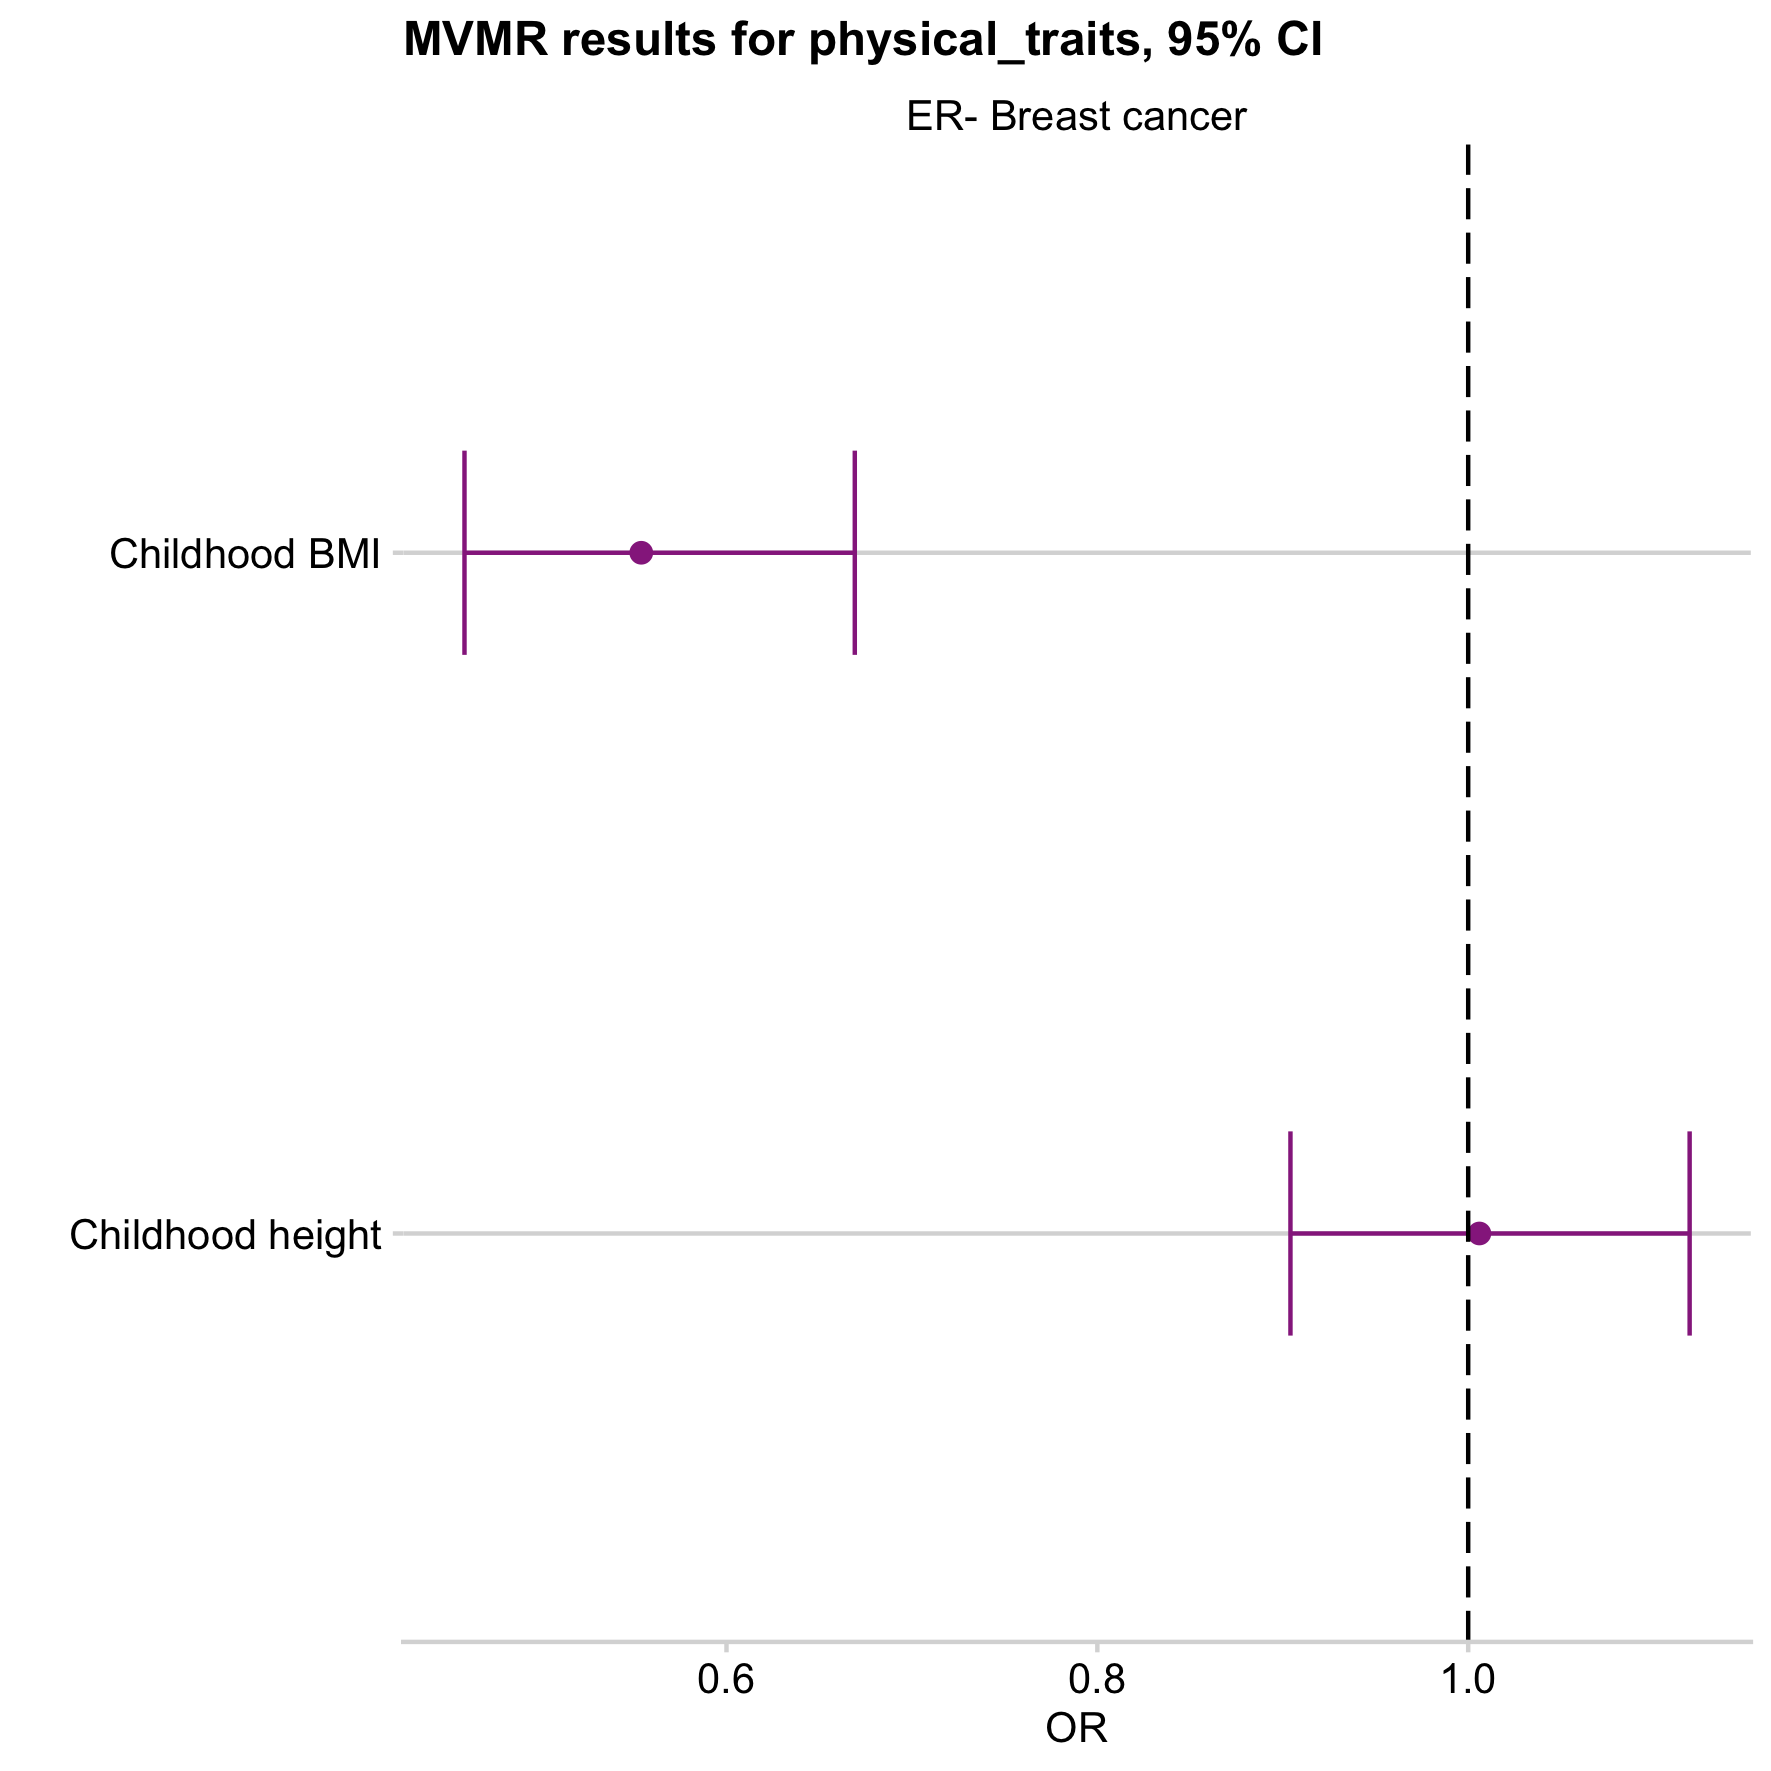 MVMR results for physical_traits, 95% CI
ER- Breast cancer
Childhood BMI
Childhood height
0.6 0.8 1.0
OR